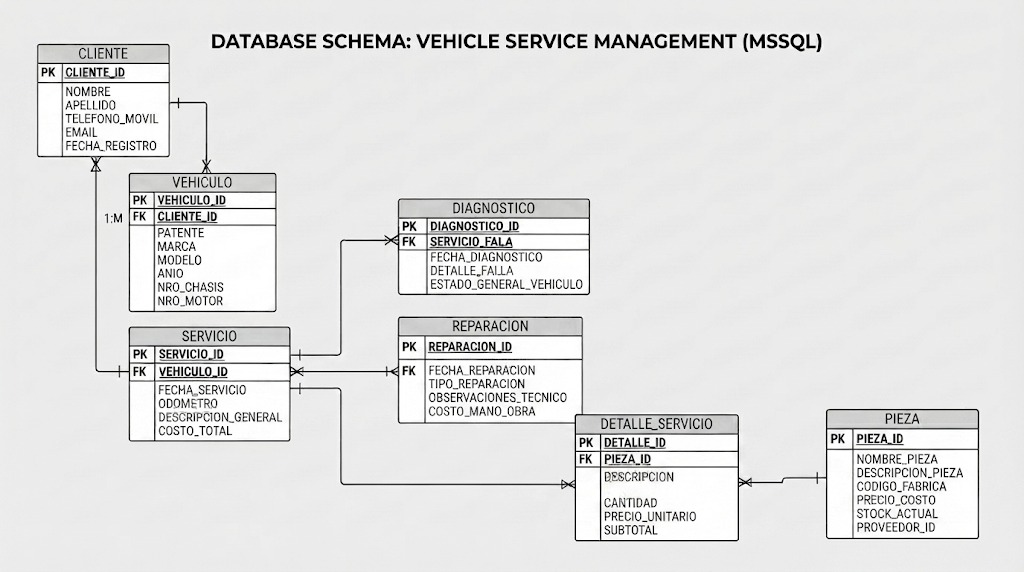 DATABASE SCHEMA: VEHICLE SERVICE MANAGEMENT (MSSQL)
CLIENTE
PK CLIENTE_ID
NOMBRE
APELLIDO
TELEFONO_MOVIL
EMAIL
FECHA_REGISTRO
VEHICULO
PK VEHICULO_ID
FK CLIENTE_ID
PATENTE
MARCA
MODELO
ANIO
NRO_CHASIS
NRO_MOTOR
1:M
DIAGNOSTICO
PK DIAGNOSTICO_ID
FK SERVICIO_FALA
FECHA_DIAGNOSTICO
DETALLE_FALLA
ESTADO_GENERAL_VEHICULO
SERVICIO
PK SERVICIO_ID
FK VEHICULO_ID
FECHA_SERVICIO
ODOMETRO
DESCRIPCION_GENERAL
COSTO_TOTAL
REPARACION
PK REPARACION_ID
FK FECHA_REPARACION
TIPO_REPARACION
OBSERVACIONES_TECNICO
COSTO_MANO_OBRA
DETALLE_SERVICIO
PK DETALLE_ID
FK PIEZA_ID
DESCRIPCION
CANTIDAD
PRECIO_UNITARIO
SUBTOTAL
PIEZA
PK PIEZA_ID
NOMBRE_PIEZA
DESCRIPCION_PIEZA
CODIGO_FABRICA
PRECIO_COSTO
STOCK_ACTUAL
PROVEEDOR_ID